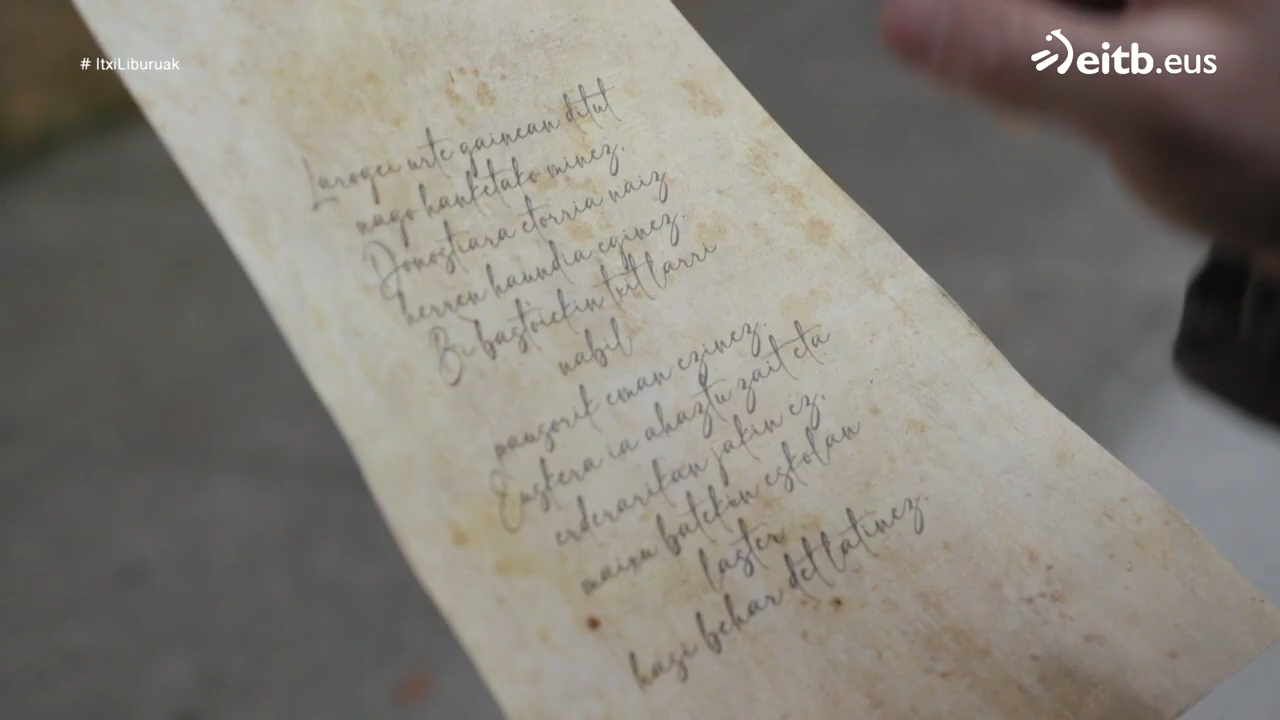 # ItxiLiburuak
eitb.eus
Larogei urte gainean ditut
nago hanketako minez.
Donostiara etorria naiz
herren haundia eginez.
Bi bastoiekin txit larri
nabil
pausorik eman ezinez.
Euskera ia ahaztu zait eta
erderarikan jakin ez.
maixu batekin eskolan
laster
hasi behar det latinez.